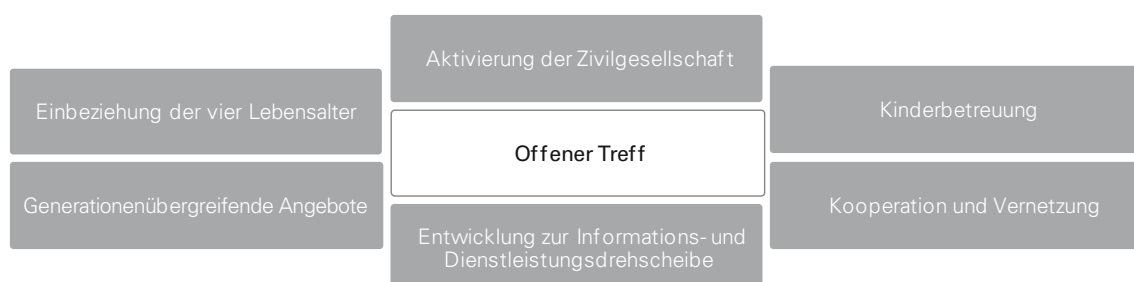 Aktivierung der Zivilgesellschaft
Einbeziehung der vier Lebensalter
Kinderbetreuung
Offener Treff
Generationenübergreifende Angebote
Kooperation und Vernetzung
Entwicklung zur Informations- und
Dienstleistungsdrehscheibe